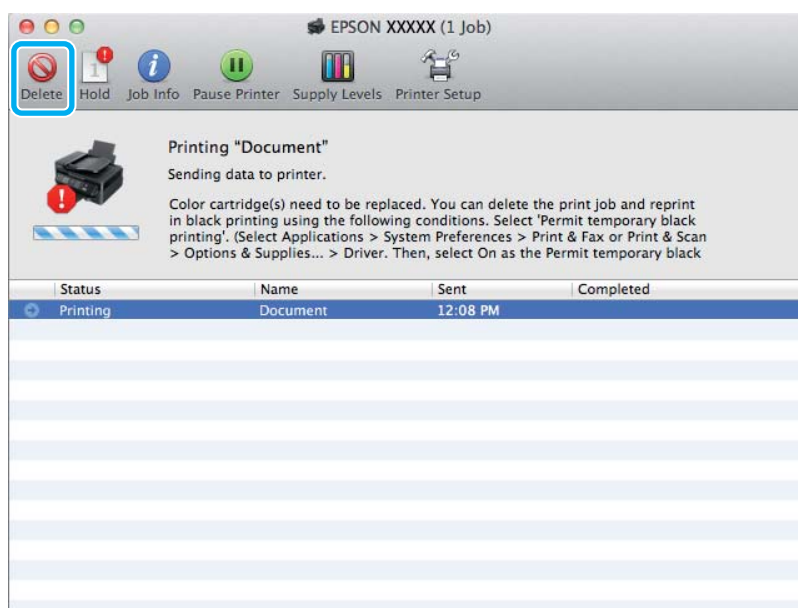 EPSON XXXXX (1 Job)
1
Delete Hold Job Info Pause Printer Supply Levels Printer Setup
Printing "Document"
Sending data to printer.
Color cartridge(s) need to be replaced. You can delete the print job and reprint
in black printing using the following conditions. Select 'Permit temporary black
printing'. (Select Applications > System Preferences > Print & Fax or Print & Scan
> Options & Supplies... > Driver. Then, select On as the Permit temporary black
Status Name Sent Completed
Printing Document 12:08 PM